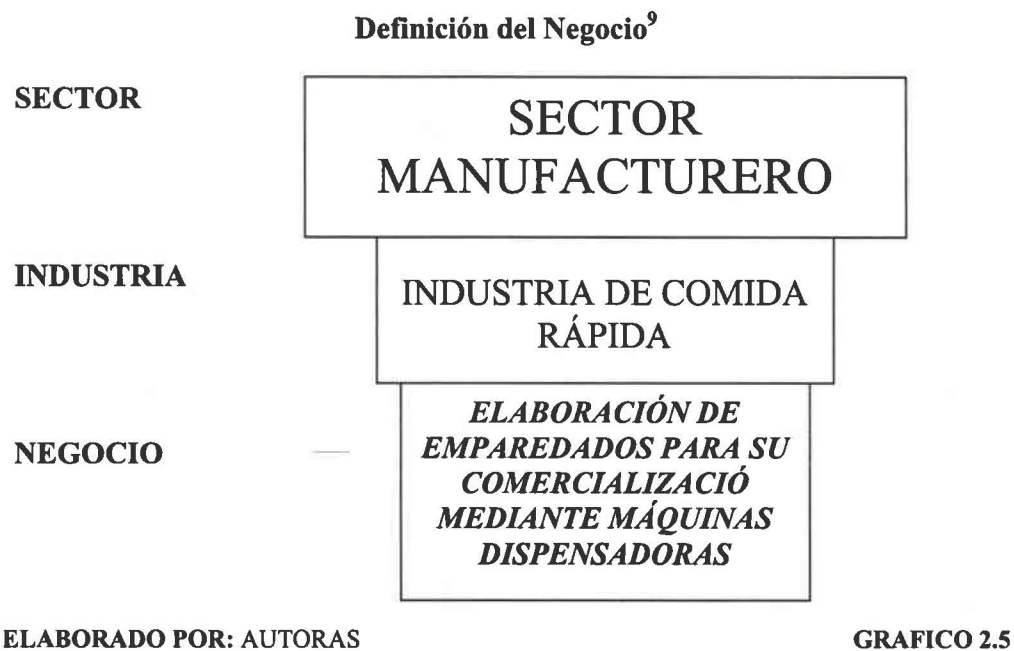 Definición del Negocio⁹
SECTOR
SECTOR
MANUFACTURERO
INDUSTRIA
INDUSTRIA DE COMIDA
RÁPIDA
NEGOCIO
ELABORACIÓN DE
EMPAREDADOS PARA SU
COMERCIALIZACIÓ
MEDIANTE MÁQUINAS
DISPENSADORAS
ELABORADO POR: AUTORAS
GRAFICO 2.5